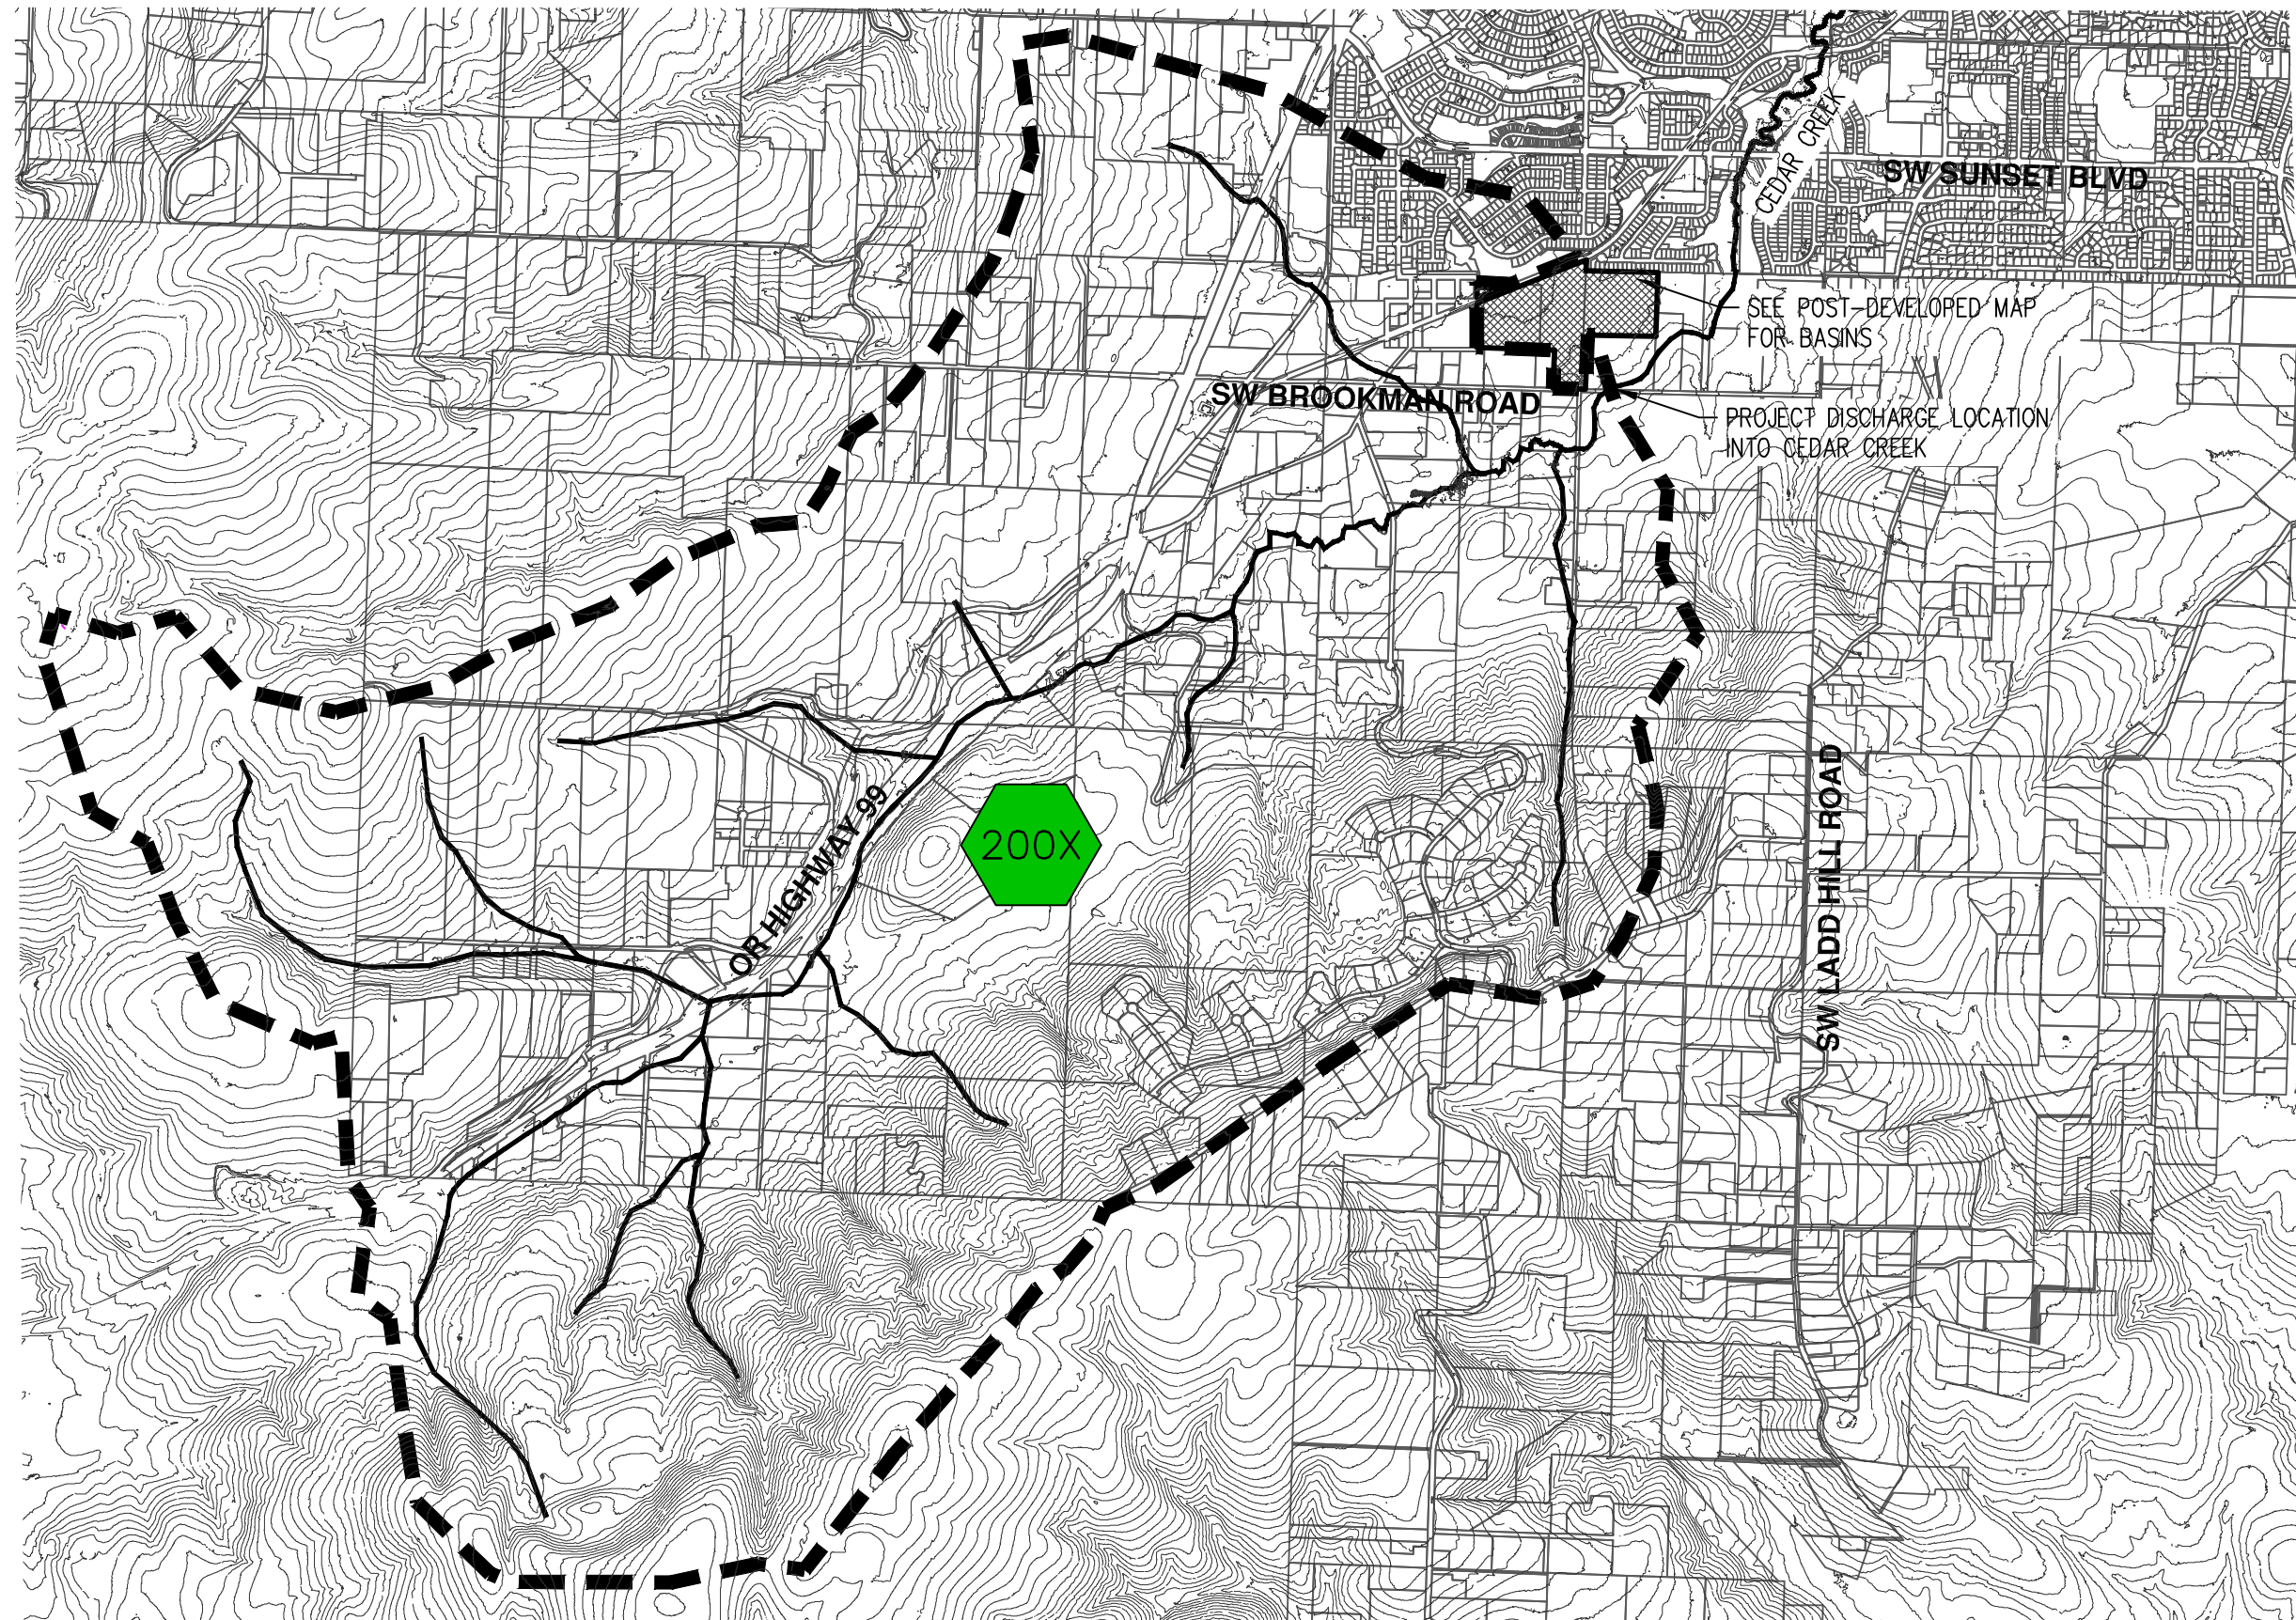 CEDAR CREEK
SW SUNSET BLVD
SEE POST-DEVELOPED MAP
FOR BASINS
SW BROOKMAN ROAD
PROJECT DISCHARGE LOCATION
INTO CEDAR CREEK
200X
OR HIGHWAY 99
SW LADD HILL ROAD